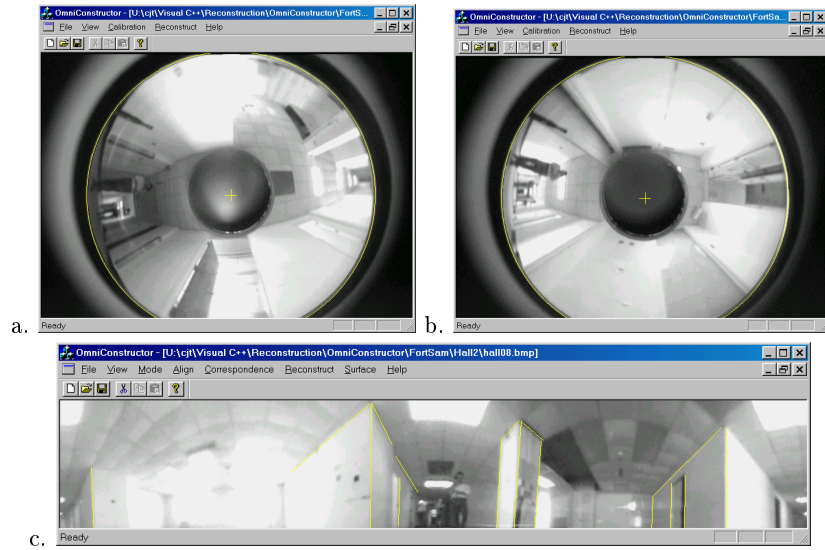 OmniConstructor - [U:\cjt\Visual C++\Reconstruction\OmniConstructor\FortS...
File View Calibration Reconstruct Help
Ready
a.
OmniConstructor - [U:\cjt\Visual C++\Reconstruction\OmniConstructor\FortSa...
File View Calibration Reconstruct Help
Ready
b.
OmniConstructor - [U:\cjt\Visual C++\Reconstruction\OmniConstructor\FortSam\Hall2\hall08.bmp]
File View Mode Align Correspondence Reconstruct Surface Help
Ready
c.